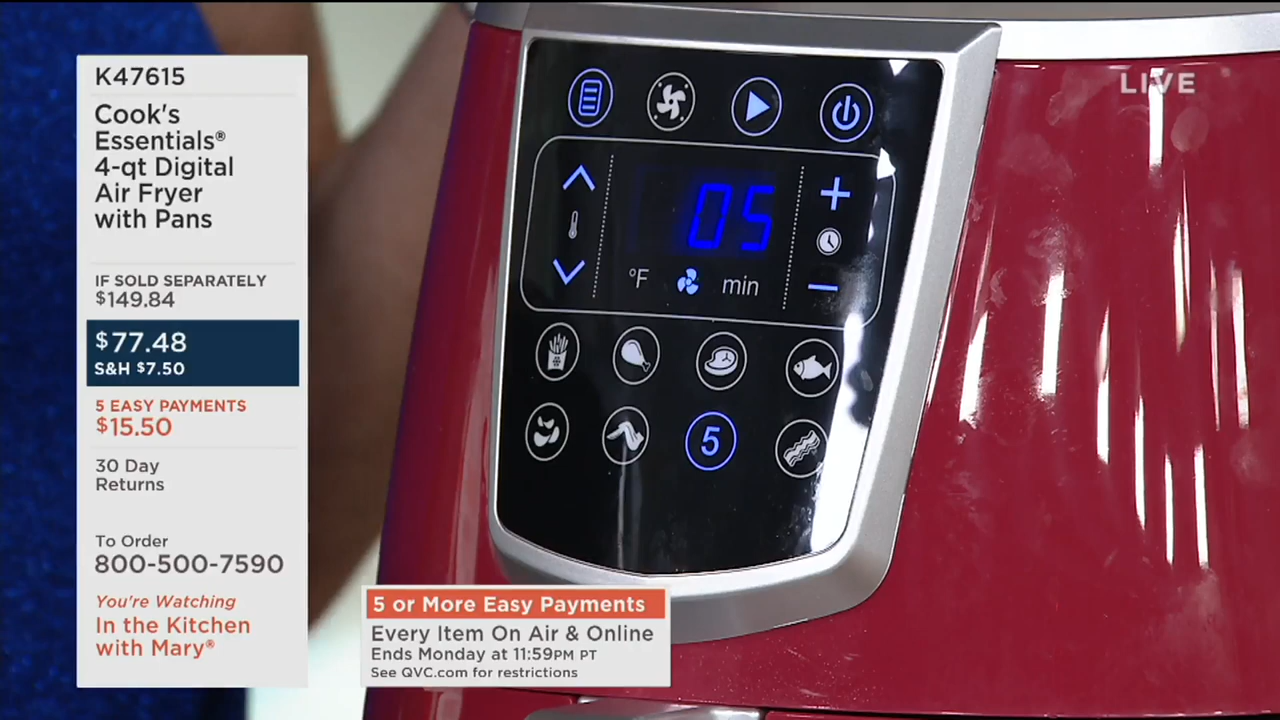 K47615
Cook's
Essentials®
4-qt Digital
Air Fryer
with Pans
IF SOLD SEPARATELY
$149.84
$77.48
S&H $7.50
5 EASY PAYMENTS
$15.50
30 Day
Returns
To Order
800-500-7590
You're Watching
In the Kitchen
with Mary®
5 or More Easy Payments
Every Item On Air & Online
Ends Monday at 11:59PM PT
See QVC.com for restrictions
LIVE
05
°F min
5